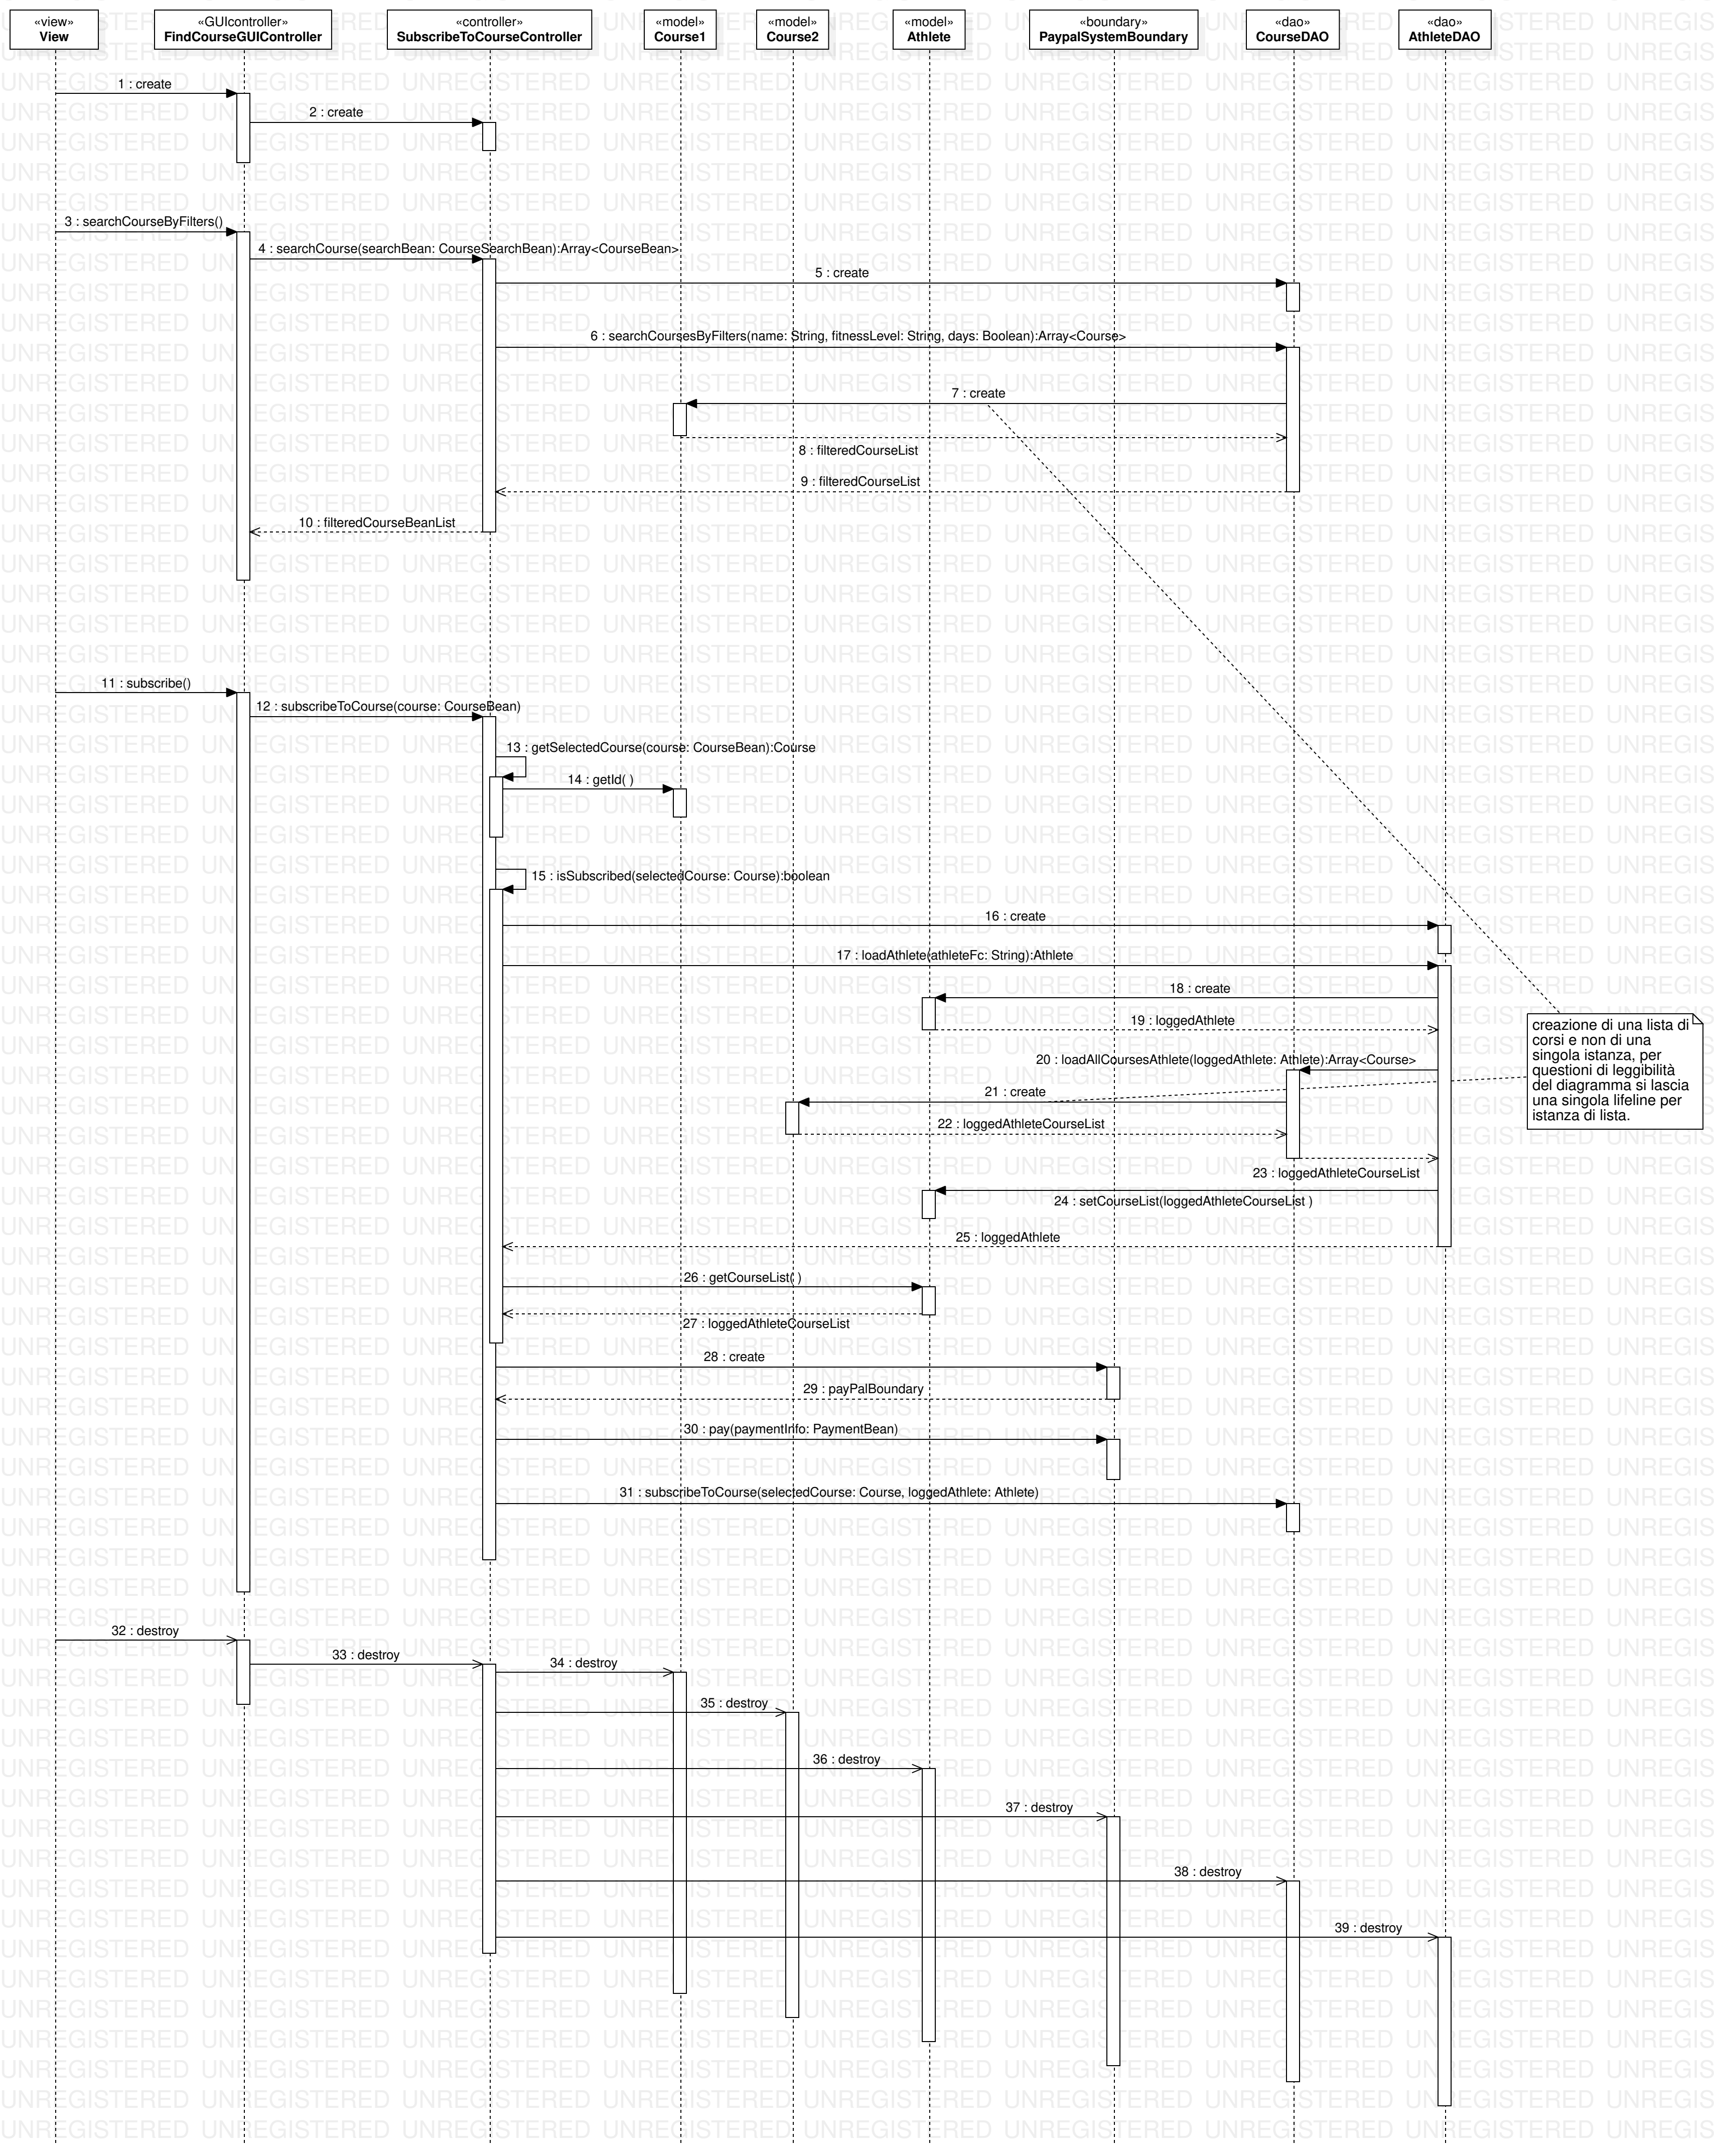 «view»
View
«GUIcontroller»
FindCourseGUIController
«controller»
SubscribeToCourseController
«model»
Course1
«model»
Course2
«model»
Athlete
«boundary»
PaypalSystemBoundary
«dao»
CourseDAO
«dao»
AthleteDAO
1 : create
2 : create
3 : searchCourseByFilters()
4 : searchCourse(searchBean: CourseSearchBean):Array<CourseBean>
5 : create
6 : searchCoursesByFilters(name: String, fitnessLevel: String, days: Boolean):Array<Course>
7 : create
8 : filteredCourseList
9 : filteredCourseList
10 : filteredCourseBeanList
11 : subscribe()
12 : subscribeToCourse(course: CourseBean)
13 : getSelectedCourse(course: CourseBean):Course
14 : getId( )
15 : isSubscribed(selectedCourse: Course):boolean
16 : create
17 : loadAthlete(athleteFc: String):Athlete
18 : create
19 : loggedAthlete
creazione di una lista di
corsi e non di una
singola istanza, per
questioni di leggibilità
del diagramma si lascia
una singola lifeline per
istanza di lista.
20 : loadAllCoursesAthlete(loggedAthlete: Athlete):Array<Course>
21 : create
22 : loggedAthleteCourseList
23 : loggedAthleteCourseList
24 : setCourseList(loggedAthleteCourseList )
25 : loggedAthlete
26 : getCourseList( )
27 : loggedAthleteCourseList
28 : create
29 : payPalBoundary
30 : pay(paymentInfo: PaymentBean)
31 : subscribeToCourse(selectedCourse: Course, loggedAthlete: Athlete)
32 : destroy
33 : destroy
34 : destroy
35 : destroy
36 : destroy
37 : destroy
38 : destroy
39 : destroy